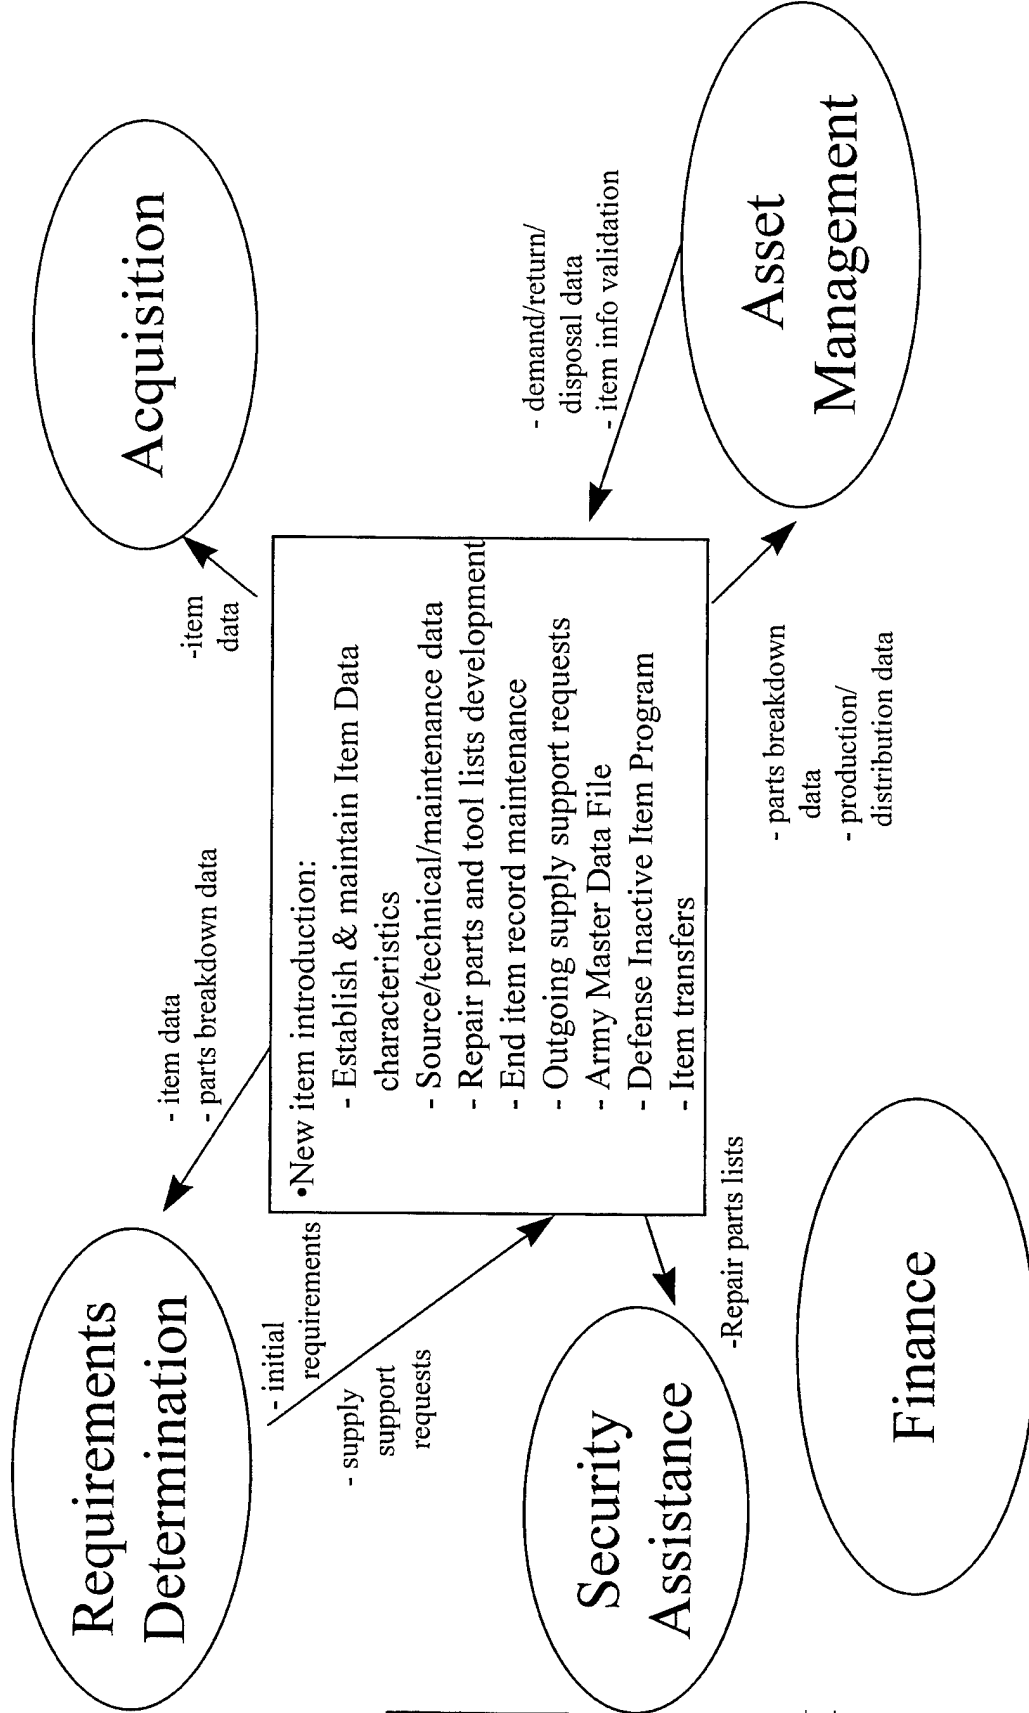 Requirements
Determination
Acquisition
- item data
- parts breakdown data
-item
data
- initial
requirements
- supply
support
requests
•New item introduction:
- Establish & maintain Item Data
characteristics
- Source/technical/maintenance data
- Repair parts and tool lists development
- End item record maintenance
- Outgoing supply support requests
- Army Master Data File
- Defense Inactive Item Program
- Item transfers
- demand/return/
disposal data
- item info validation
Security
Assistance
-Repair parts lists
- parts breakdown
data
- production/
distribution data
Asset
Management
Finance